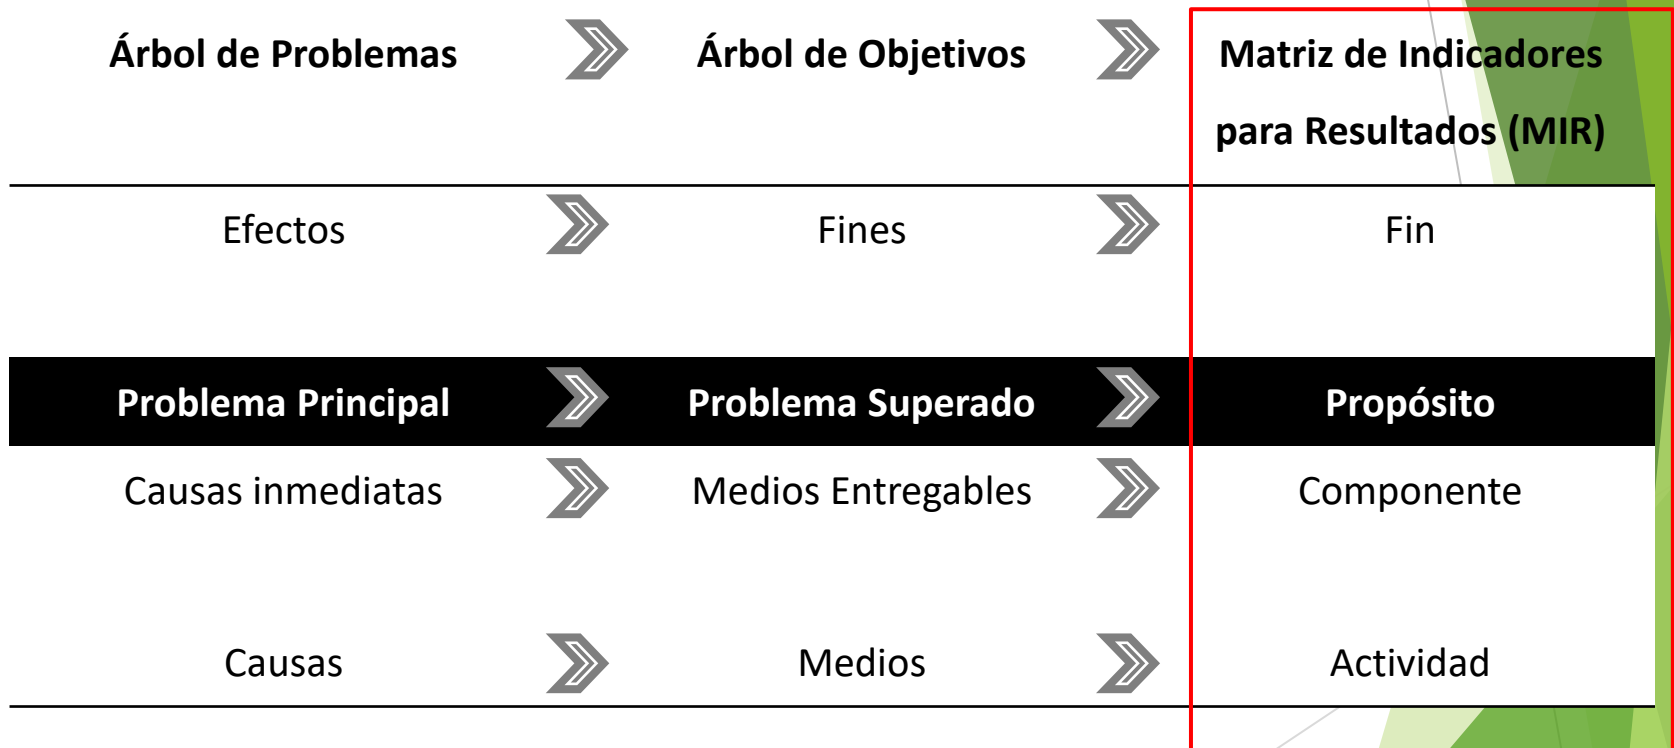 Árbol de Problemas
Árbol de Objetivos
Matriz de Indicadores
para Resultados (MIR)
Efectos
Fines
Fin
Problema Principal
Problema Superado
Propósito
Causas inmediatas
Medios Entregables
Componente
Causas
Medios
Actividad